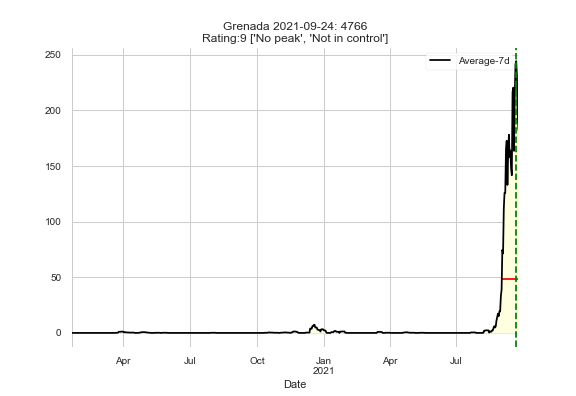 Grenada 2021-09-24: 4766
Rating:9 ['No peak', 'Not in control']
Average-7d
250
200
150
100
50
0
Apr Jul Oct Jan Apr Jul
2021
Date